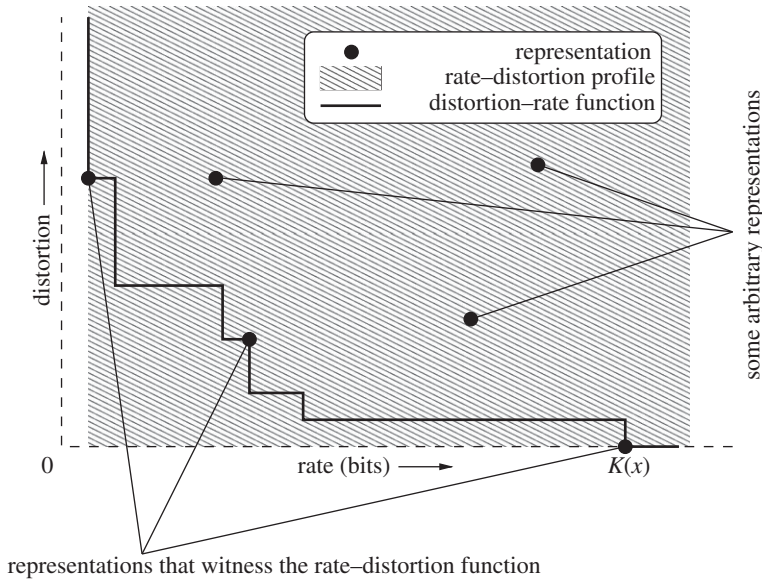 representation
rate–distortion profile
distortion–rate function
some arbitrary representations
distortion
0
rate (bits)
K(x)
representations that witness the rate–distortion function